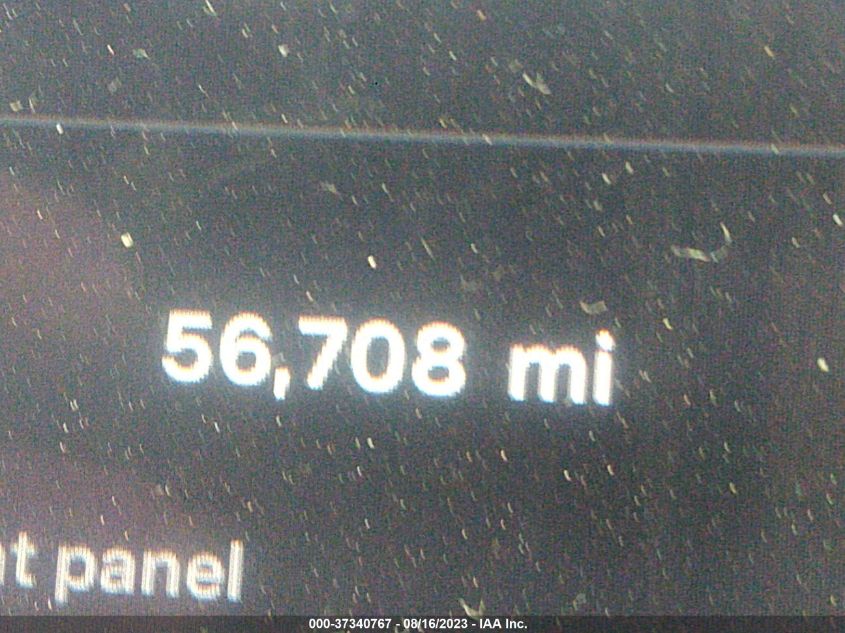 56,708 mi
panel
000-37340767 - 08/16/2023 - IAA Inc.